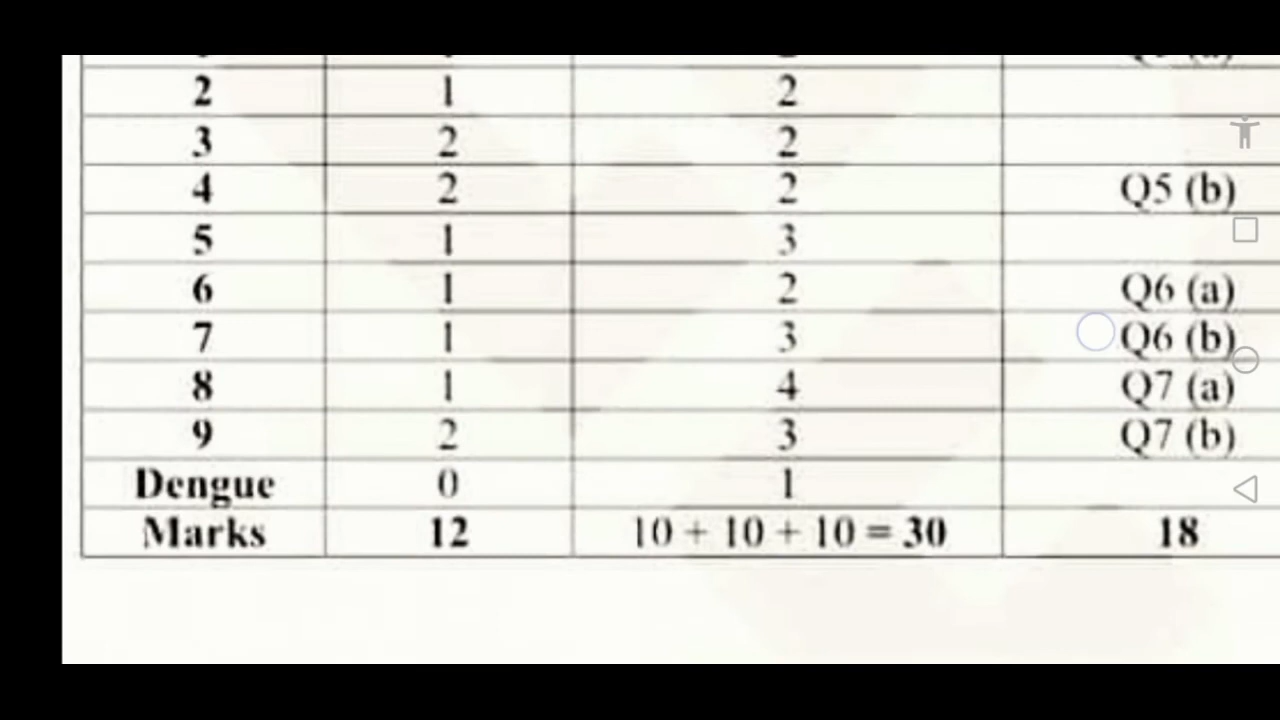 2 1 2
3 2 2
4 2 2 Q5 (b)
5 1 3
6 1 2 Q6 (a)
7 1 3 Q6 (b)
8 1 4 Q7 (a)
9 2 3 Q7 (b)
Dengue 0 1
Marks 12 10 + 10 + 10 = 30 18